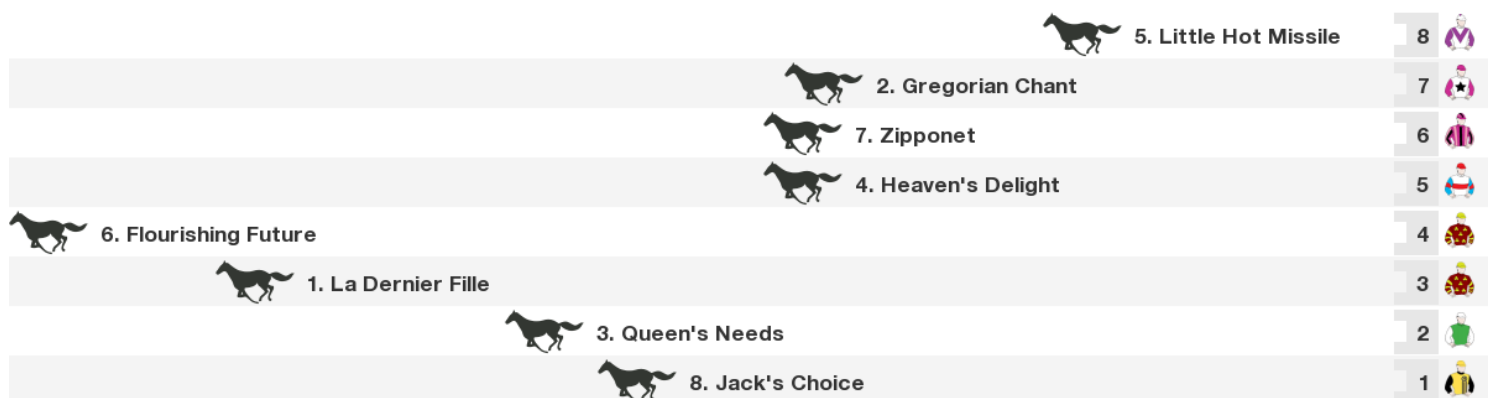 5. Little Hot Missile 8
2. Gregorian Chant 7
7. Zipponet 6
4. Heaven's Delight 5
6. Flourishing Future 4
1. La Dernier Fille 3
3. Queen's Needs 2
8. Jack's Choice 1